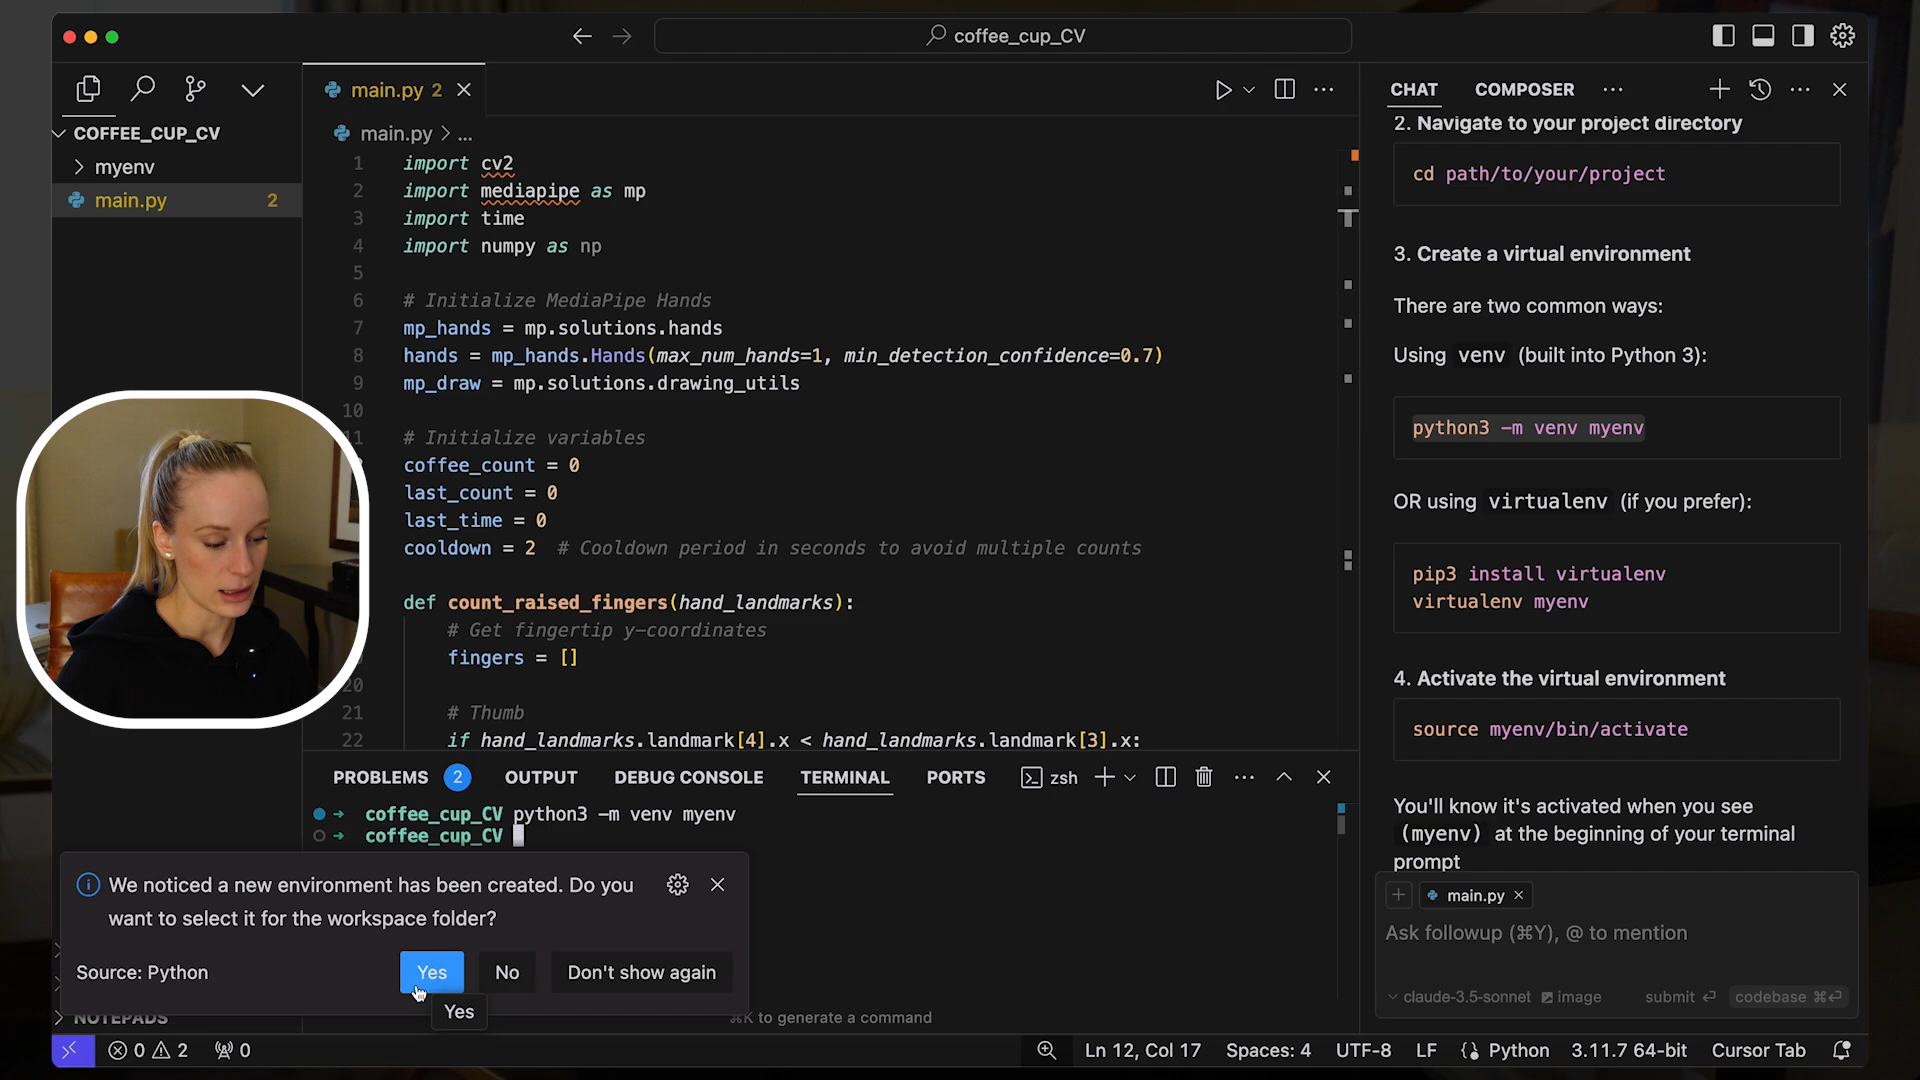 coffee_cup_CV
COFFEE_CUP_CV
myenv
main.py 2
main.py 2
main.py > ...
1 import cv2
2 import mediapipe as mp
3 import time
4 import numpy as np
5
6 # Initialize MediaPipe Hands
7 mp_hands = mp.solutions.hands
8 hands = mp_hands.Hands(max_num_hands=1, min_detection_confidence=0.7)
9 mp_draw = mp.solutions.drawing_utils
10
11 # Initialize variables
coffee_count = 0
last_count = 0
last_time = 0
cooldown = 2 # Cooldown period in seconds to avoid multiple counts
def count_raised_fingers(hand_landmarks):
# Get fingertip y-coordinates
fingers = []
20
21 # Thumb
22 if hand_landmarks.landmark[4].x < hand_landmarks.landmark[3].x:
PROBLEMS 2 OUTPUT DEBUG CONSOLE TERMINAL PORTS zsh
coffee_cup_CV python3 -m venv myenv
coffee_cup_CV
⌘K to generate a command
We noticed a new environment has been created. Do you
want to select it for the workspace folder?
Source: Python Yes No Don't show again
Yes
NOTEPADS
CHAT COMPOSER
2. Navigate to your project directory
cd path/to/your/project
3. Create a virtual environment
There are two common ways:
Using venv (built into Python 3):
python3 -m venv myenv
OR using virtualenv (if you prefer):
pip3 install virtualenv
virtualenv myenv
4. Activate the virtual environment
source myenv/bin/activate
You'll know it's activated when you see
(myenv) at the beginning of your terminal
prompt
main.py
Ask followup (⌘Y), @ to mention
claude-3.5-sonnet image submit codebase ⌘
0 2 0 Ln 12, Col 17 Spaces: 4 UTF-8 LF Python 3.11.7 64-bit Cursor Tab